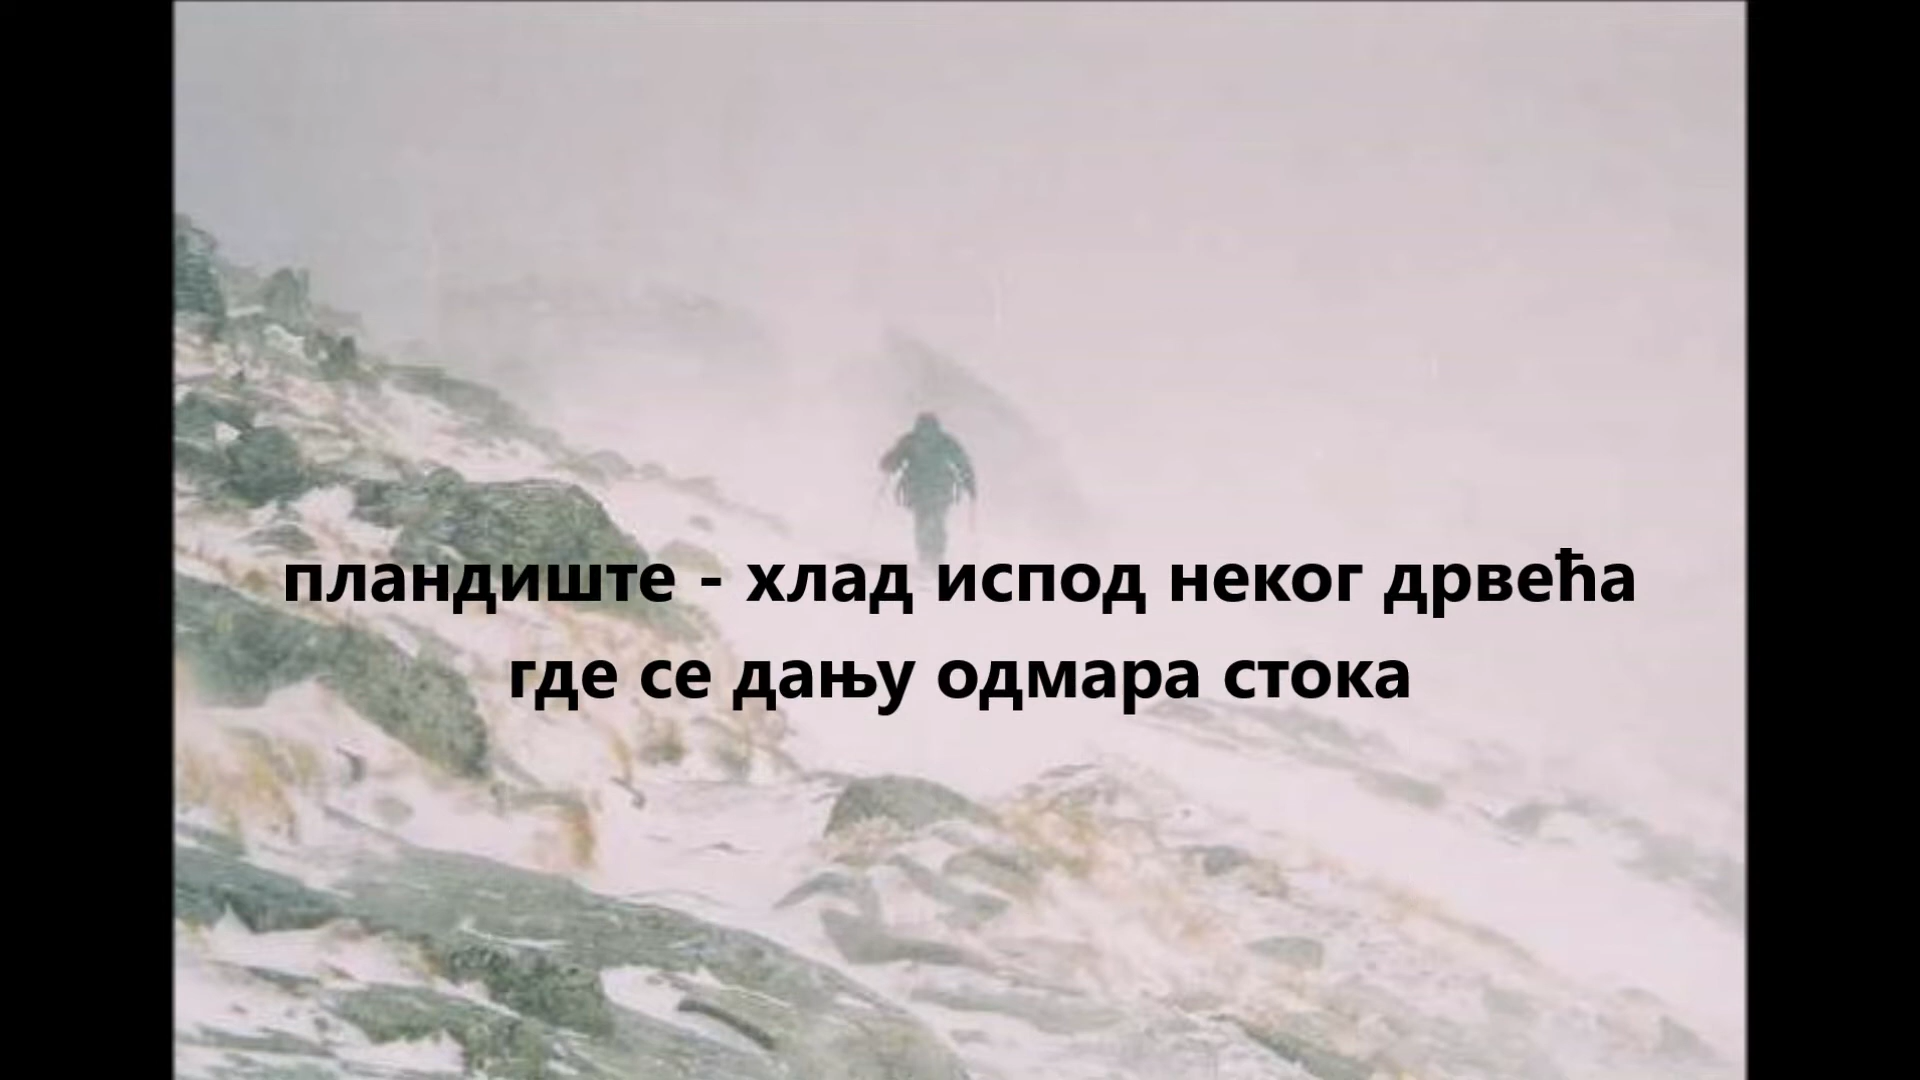 пландиште - хлад испод неког дрвећа
где се дању одмара стока